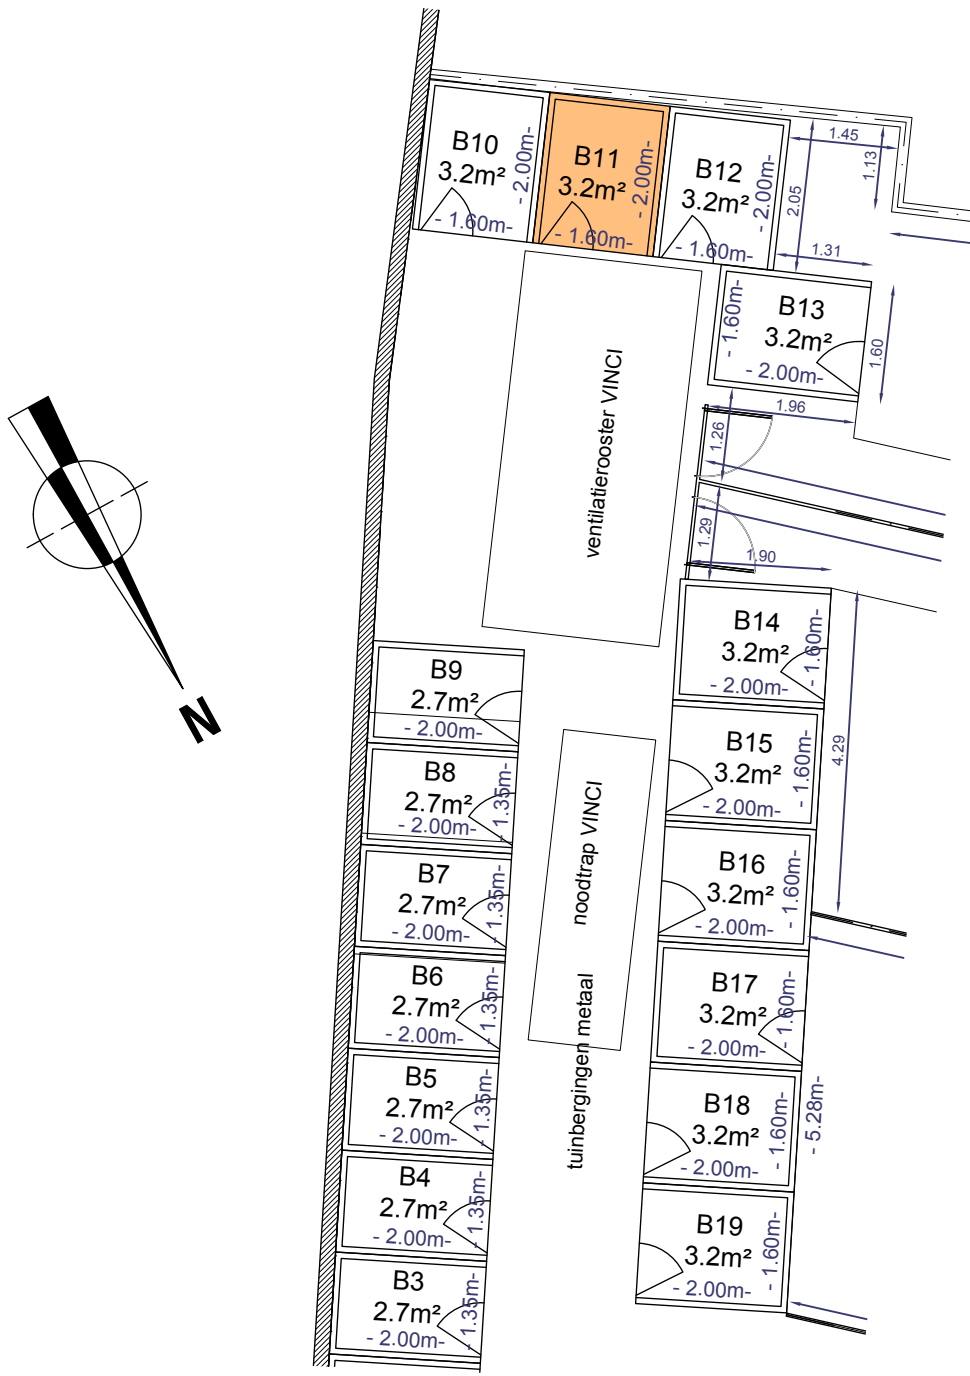 B10
3.2m²
- 2.00m-
- 1.60m-
B11
3.2m²
- 2.00m-
- 1.60m-
B12
3.2m²
- 2.00m-
- 1.60m-
1.45
1.13
2.05
1.31
B13
3.2m²
- 1.60m-
- 2.00m-
1.60
1.96
1.26
1.29
1.90
ventilatierooster VINCI
N
B14
3.2m²
- 1.60m-
- 2.00m-
B9
2.7m²
- 2.00m-
B15
3.2m²
- 1.60m-
- 2.00m-
4.29
B8
2.7m²
- 1.35m-
- 2.00m-
noodtrap VINCI
B16
3.2m²
- 1.60m-
- 2.00m-
B7
2.7m²
- 1.35m-
- 2.00m-
B17
3.2m²
- 1.60m-
- 2.00m-
B6
2.7m²
- 1.35m-
- 2.00m-
tuinbergingen metaal
B5
2.7m²
- 1.35m-
- 2.00m-
B18
3.2m²
- 1.60m-
- 2.00m-
- 5.28m-
B4
2.7m²
- 1.35m-
- 2.00m-
B19
3.2m²
- 1.60m-
- 2.00m-
B3
2.7m²
- 1.35m-
- 2.00m-